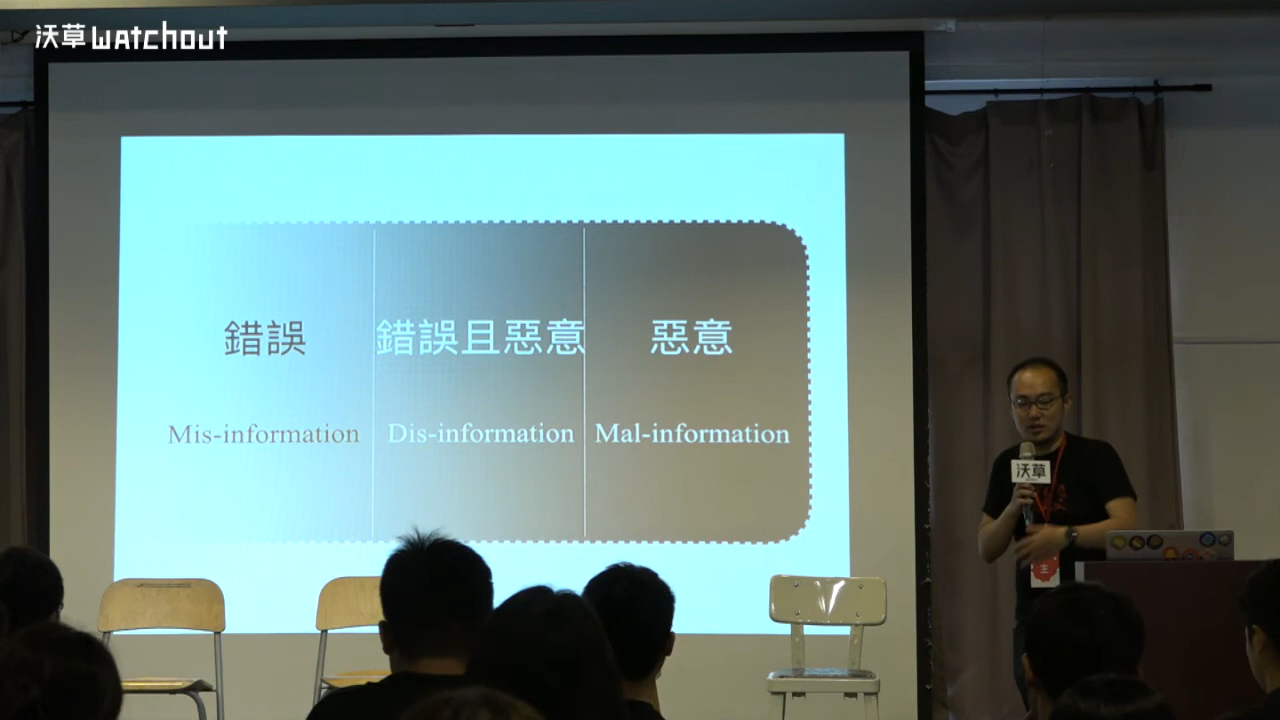 沃草 watchout
錯誤
錯誤且惡意
惡意
Mis-information
Dis-information
Mal-information
沃草
主